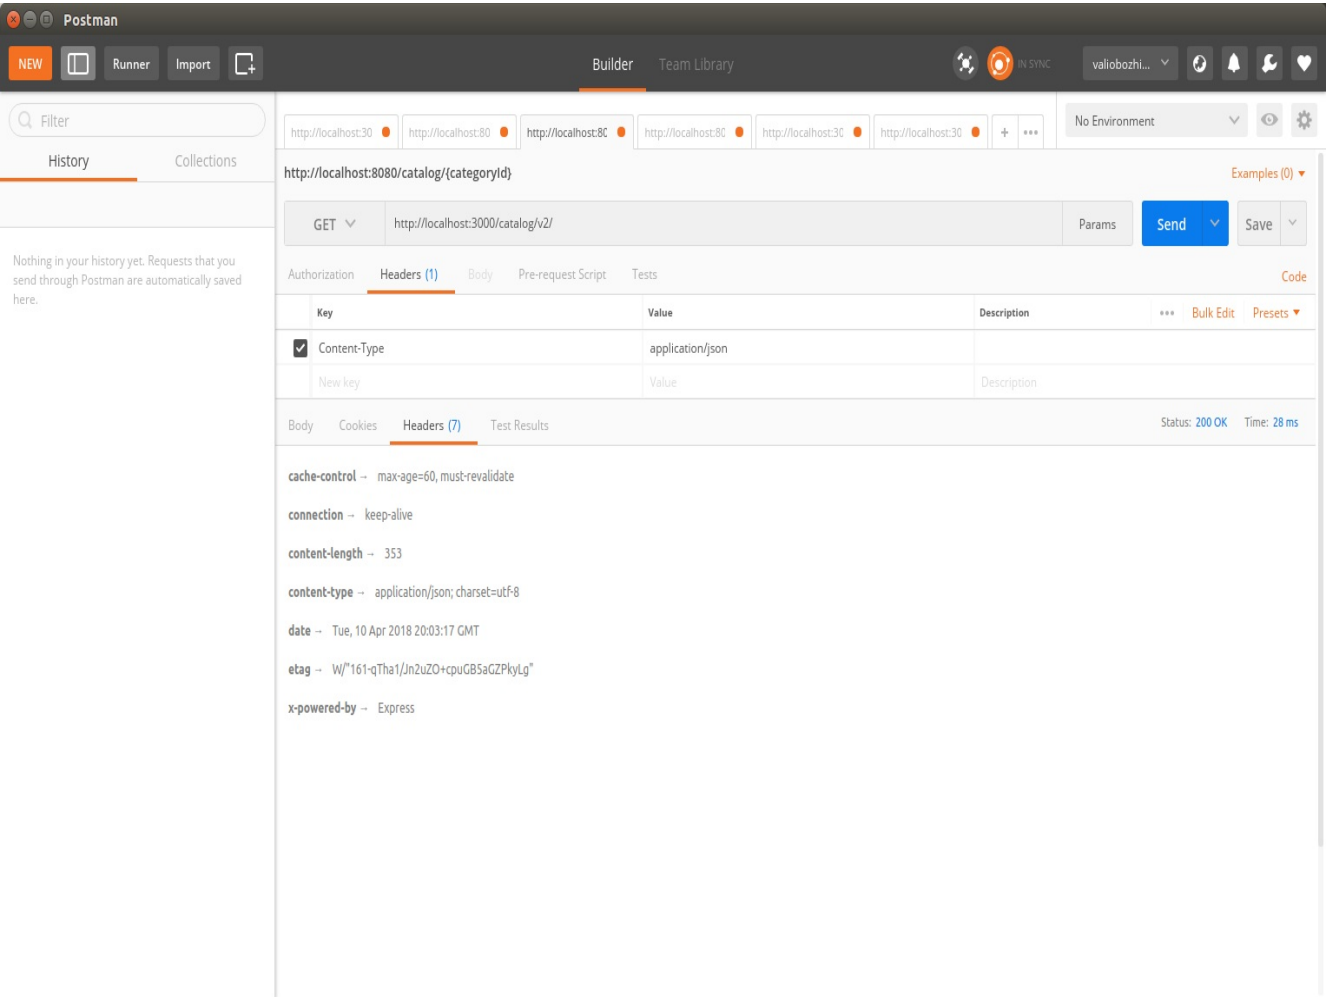 Postman
NEW Runner Import Builder Team Library IN SYNC valiobozhi...
Filter
History Collections
Nothing in your history yet. Requests that you
send through Postman are automatically saved
here.
http://localhost:30 http://localhost:80 http://localhost:80 http://localhost:80 http://localhost:30 http://localhost:30 + ••• No Environment
http://localhost:8080/catalog/{categoryId} Examples (0)
GET http://localhost:3000/catalog/v2/ Params Send Save
Authorization Headers (1) Body Pre-request Script Tests Code
Key Value Description ••• Bulk Edit Presets
Content-Type application/json
New key Value Description
Body Cookies Headers (7) Test Results Status: 200 OK Time: 28 ms
cache-control → max-age=60, must-revalidate
connection → keep-alive
content-length → 353
content-type → application/json; charset=utf-8
date → Tue, 10 Apr 2018 20:03:17 GMT
etag → W/"161-qTha1/Jn2uZO+cpuGB5aGZPkyLg"
x-powered-by → Express